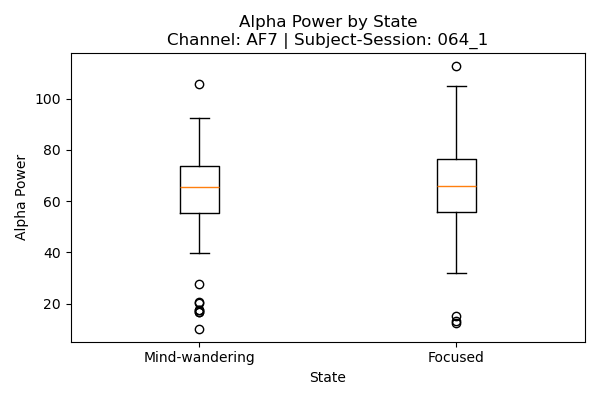 Alpha Power by State
Channel: AF7 | Subject-Session: 064_1
Alpha Power
100
80
60
40
20
Mind-wandering
Focused
State